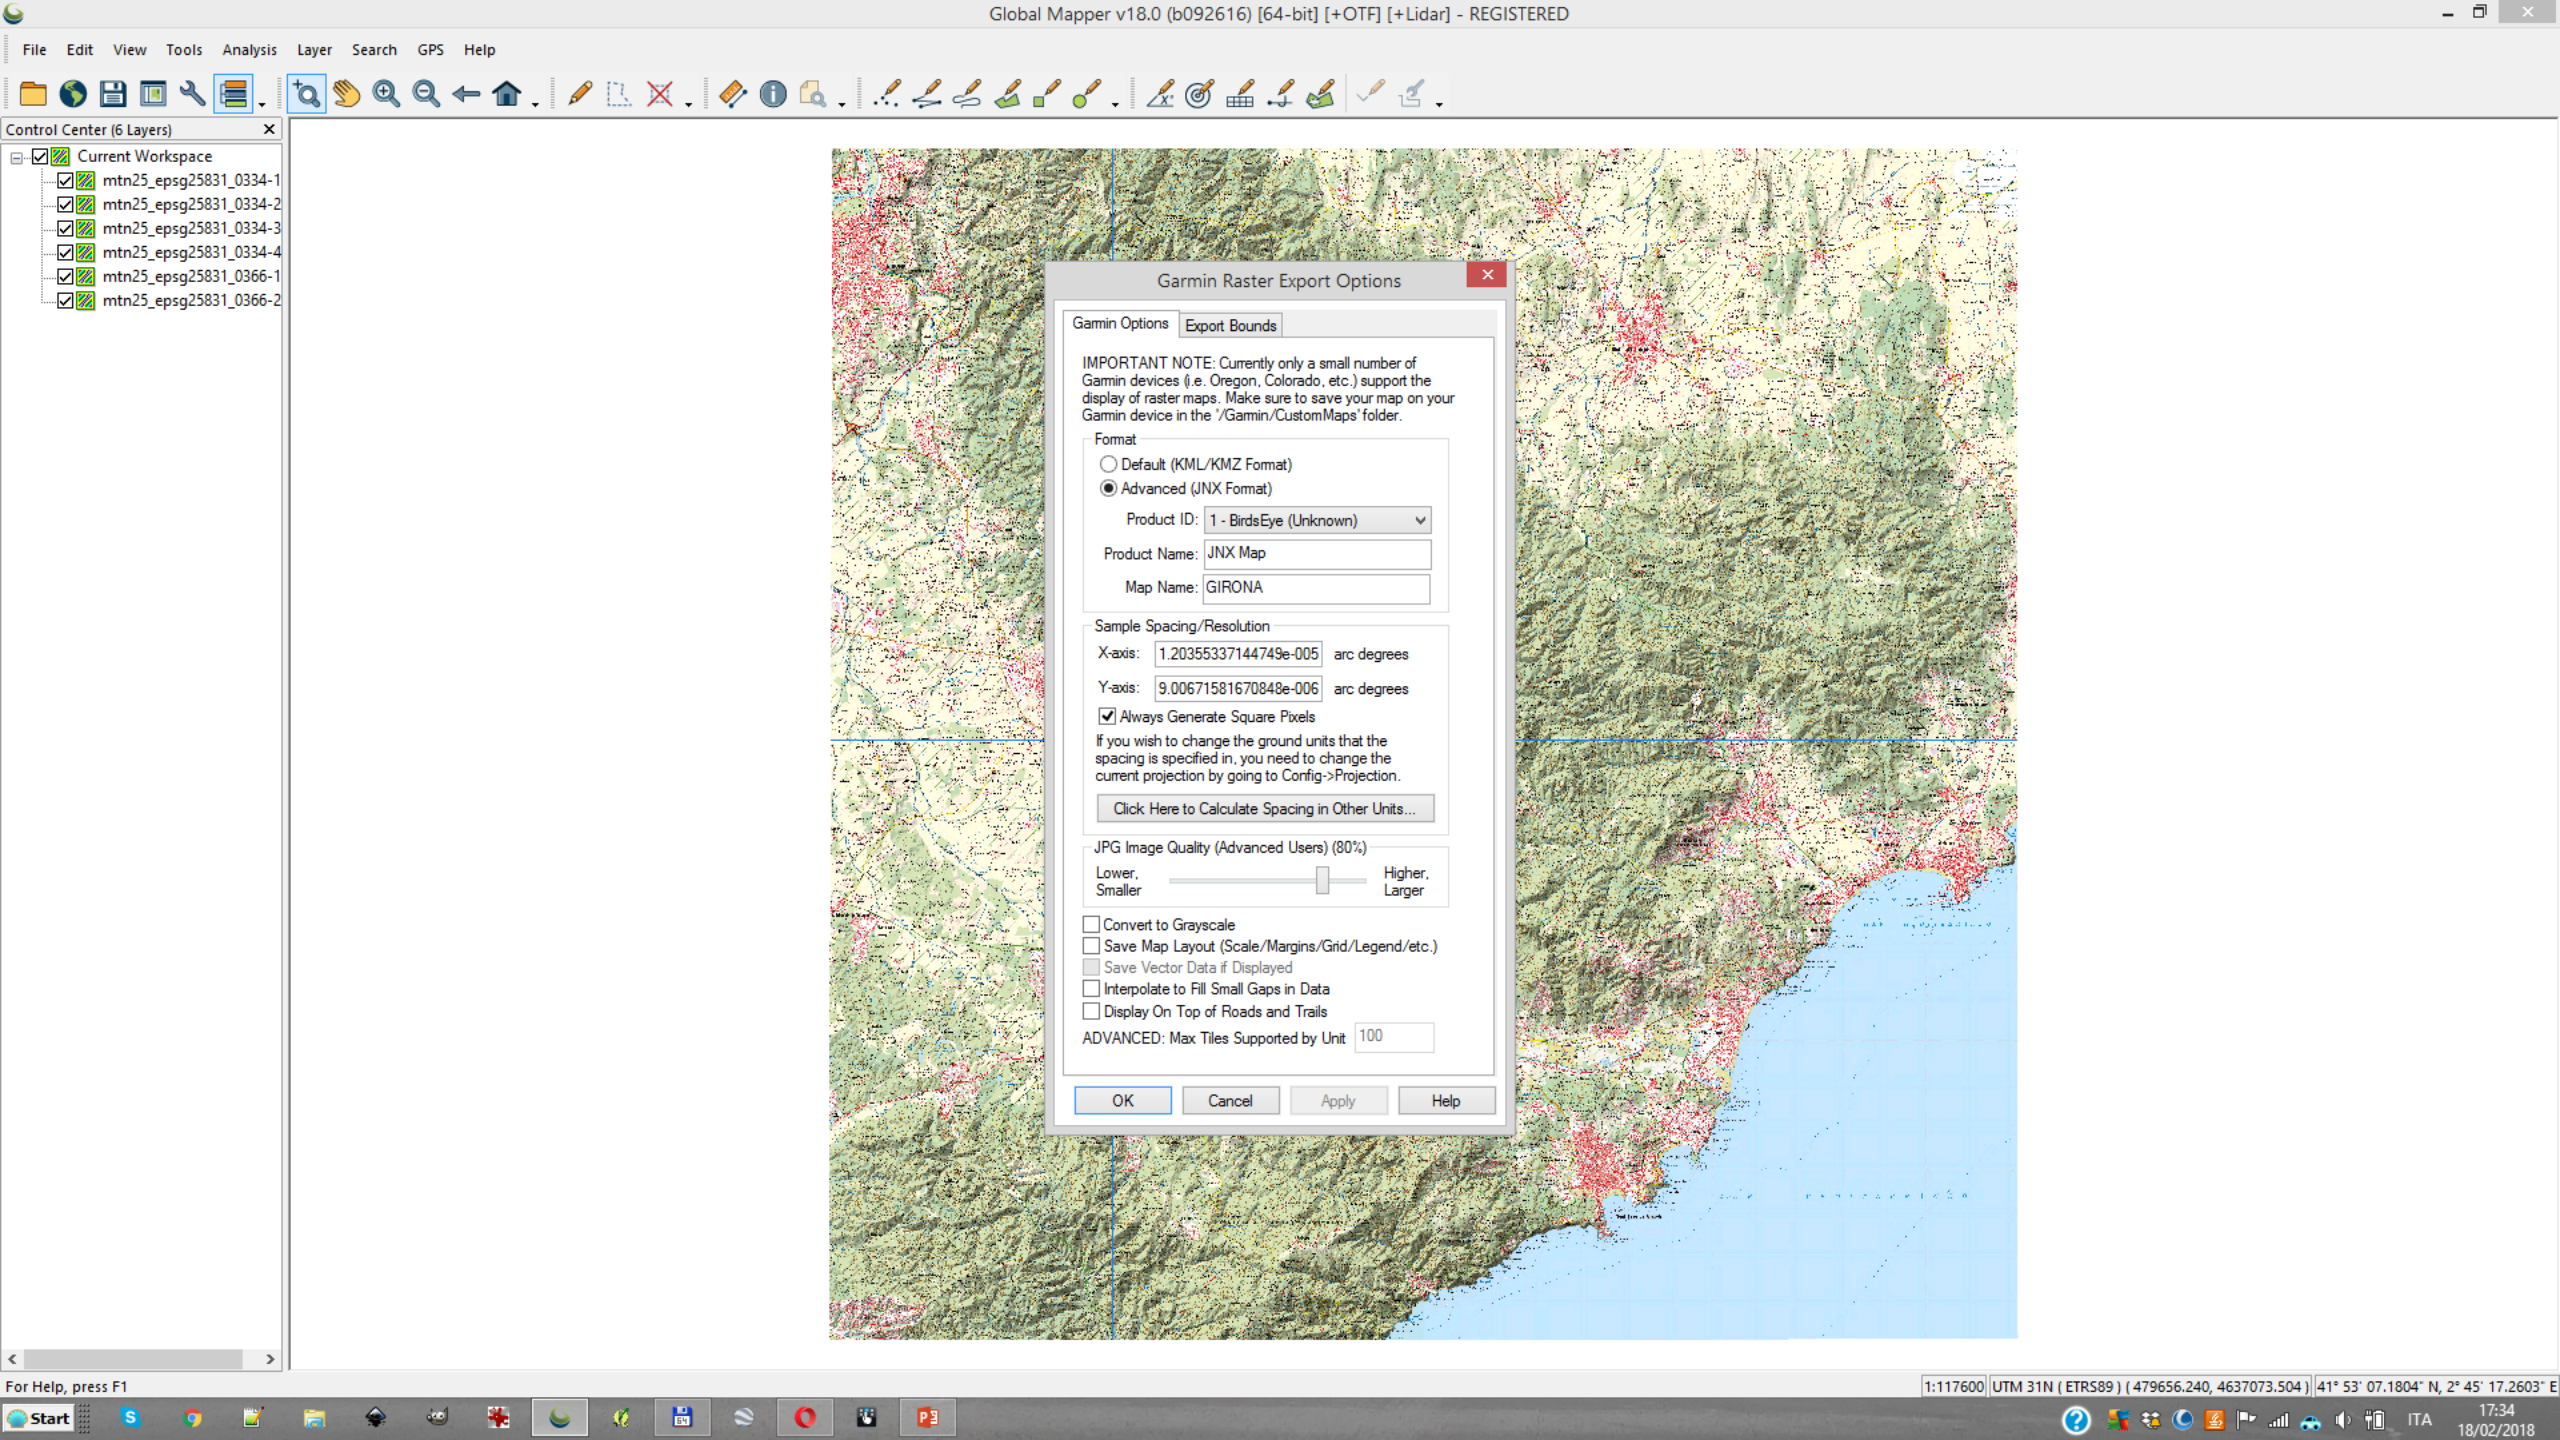 Global Mapper v18.0 (b092616) [64-bit] [+OTF] [+Lidar] - REGISTERED
File Edit View Tools Analysis Layer Search GPS Help
Control Center (6 Layers)
Current Workspace
mtn25_epsg25831_0334-1
mtn25_epsg25831_0334-2
mtn25_epsg25831_0334-3
mtn25_epsg25831_0334-4
mtn25_epsg25831_0366-1
mtn25_epsg25831_0366-2
Garmin Raster Export Options
Gamin Options Export Bounds
IMPORTANT NOTE: Currently only a small number of
Garmin devices (i.e. Oregon, Colorado, etc.) support the
display of raster maps. Make sure to save your map on your
Garmin device in the '/Garmin/CustomMaps' folder.
Format
Default (KML/KMZ Format)
Advanced (JNX Format)
Product ID: 1 - BirdsEye (Unknown)
Product Name: JNX Map
Map Name: GIRONA
Sample Spacing/Resolution
X-axis: 1.20355337144749e-005 arc degrees
Y-axis: 9.00671581670848e-006 arc degrees
Always Generate Square Pixels
If you wish to change the ground units that the
spacing is specified in, you need to change the
current projection by going to Config->Projection.
Click Here to Calculate Spacing in Other Units...
JPG Image Quality (Advanced Users) (80%)
Lower, Higher,
Smaller Larger
Convert to Grayscale
Save Map Layout (Scale/Margins/Grid/Legend/etc.)
Save Vector Data if Displayed
Interpolate to Fill Small Gaps in Data
Display On Top of Roads and Trails
ADVANCED: Max Tiles Supported by Unit 100
OK Cancel Apply Help
For Help, press F1
1:117600 UTM 31N ( ETRS89 ) ( 479656.240, 4637073.504 ) 41° 53' 07.1804" N, 2° 45' 17.2603" E
Start
64
ITA
17:34
18/02/2018